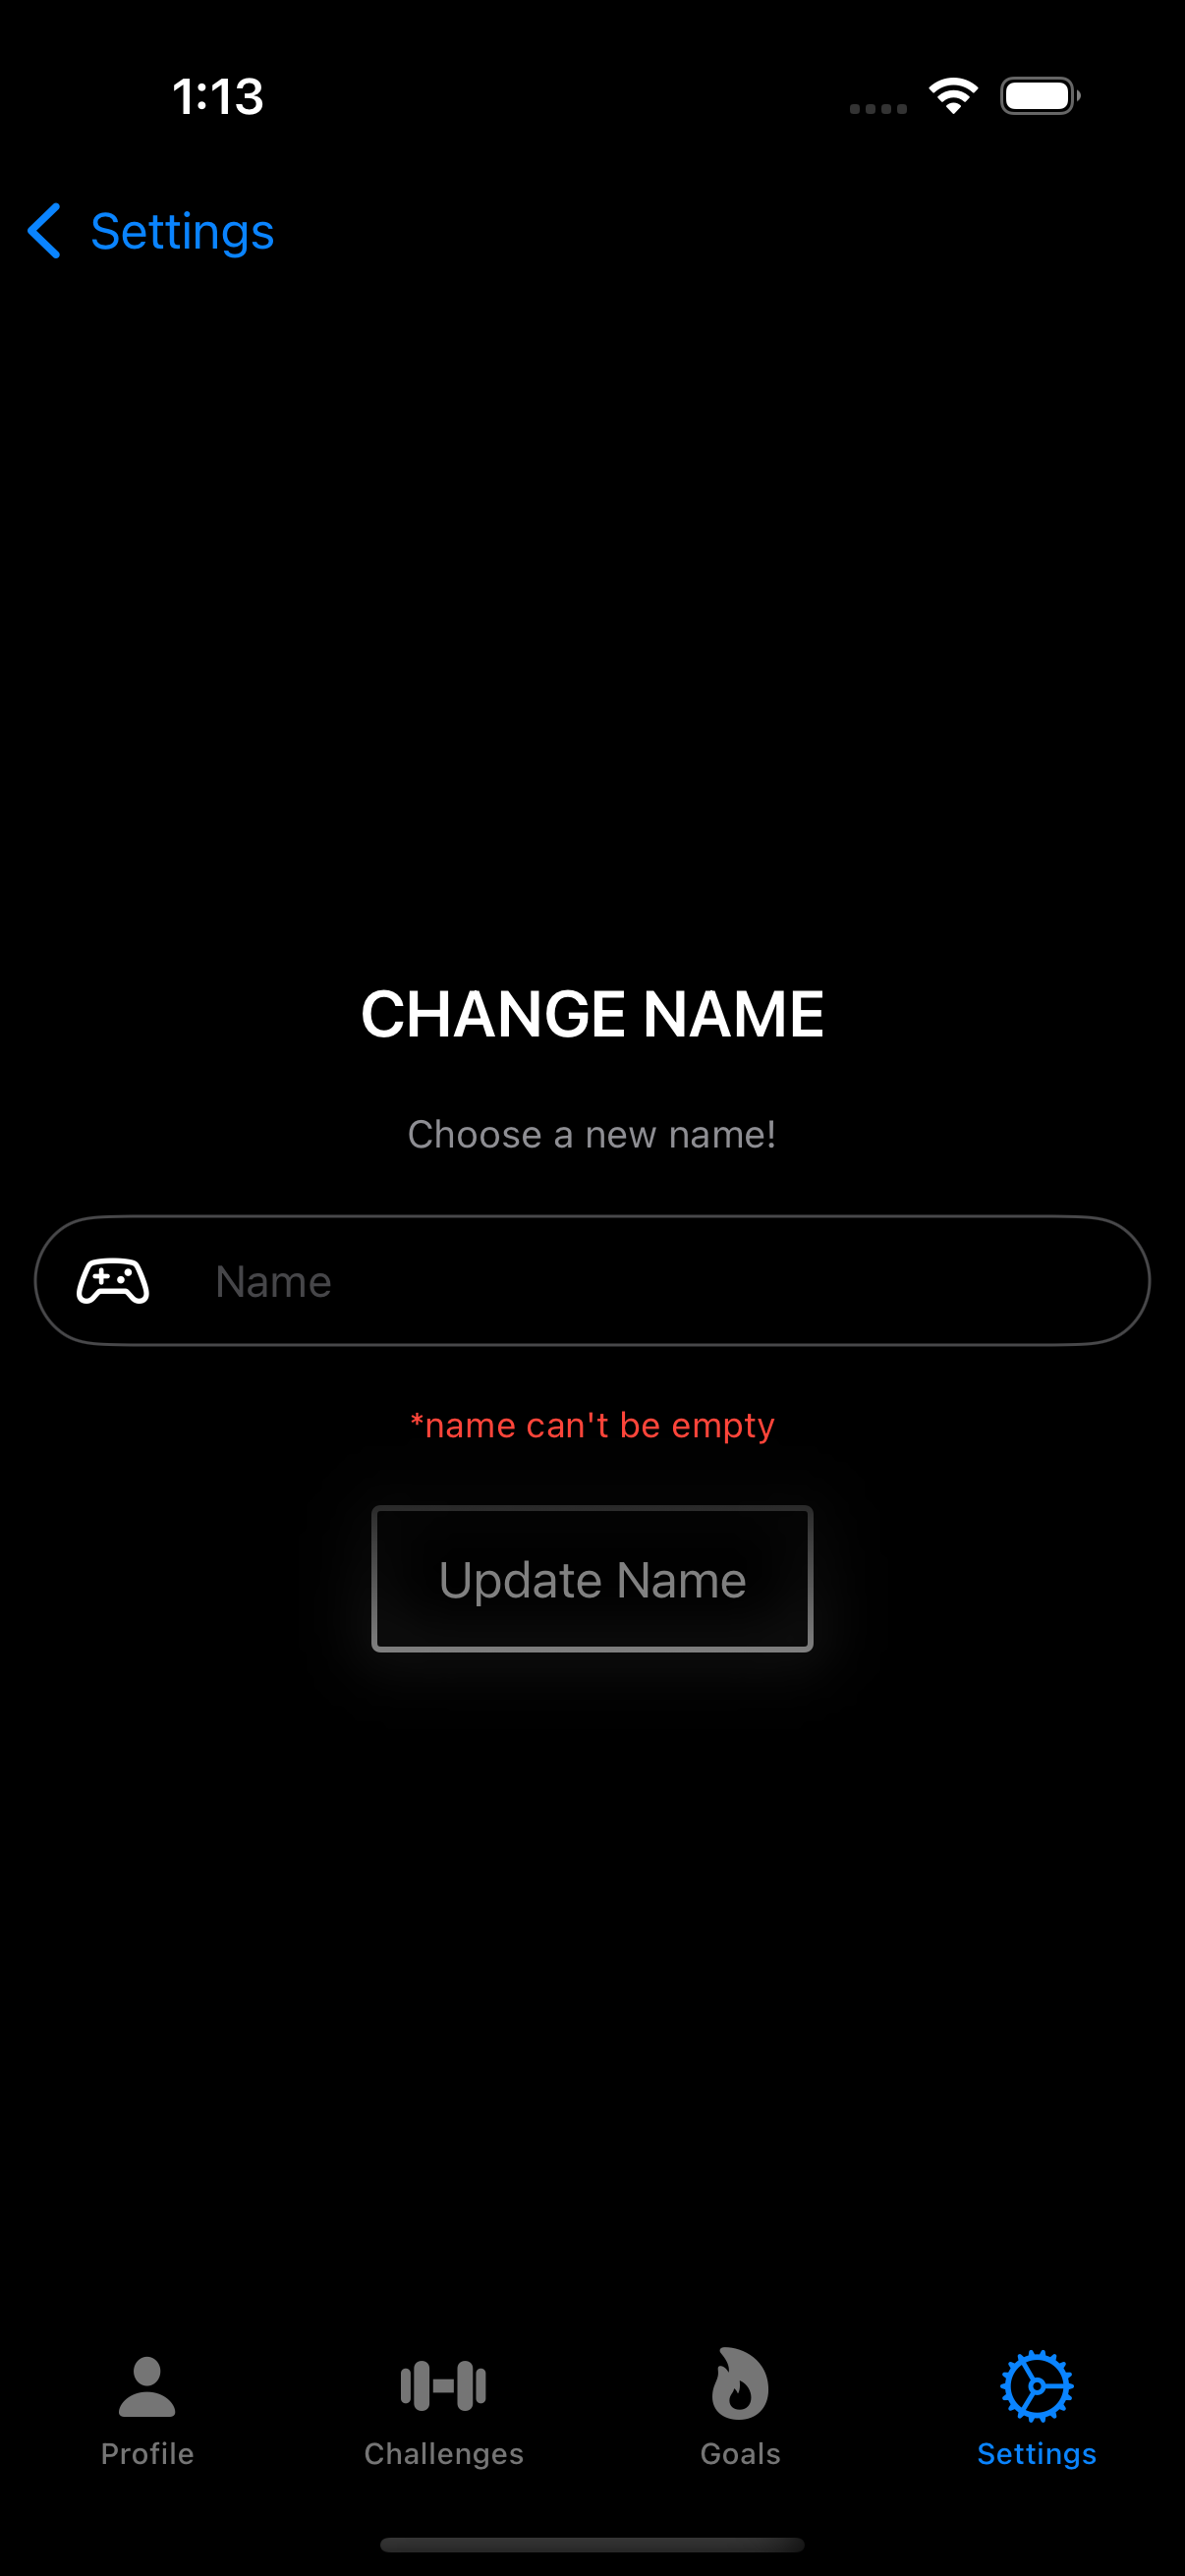 1:13
Settings
CHANGE NAME
Choose a new name!
Name
*name can't be empty
Update Name
Profile
Challenges
Goals
Settings